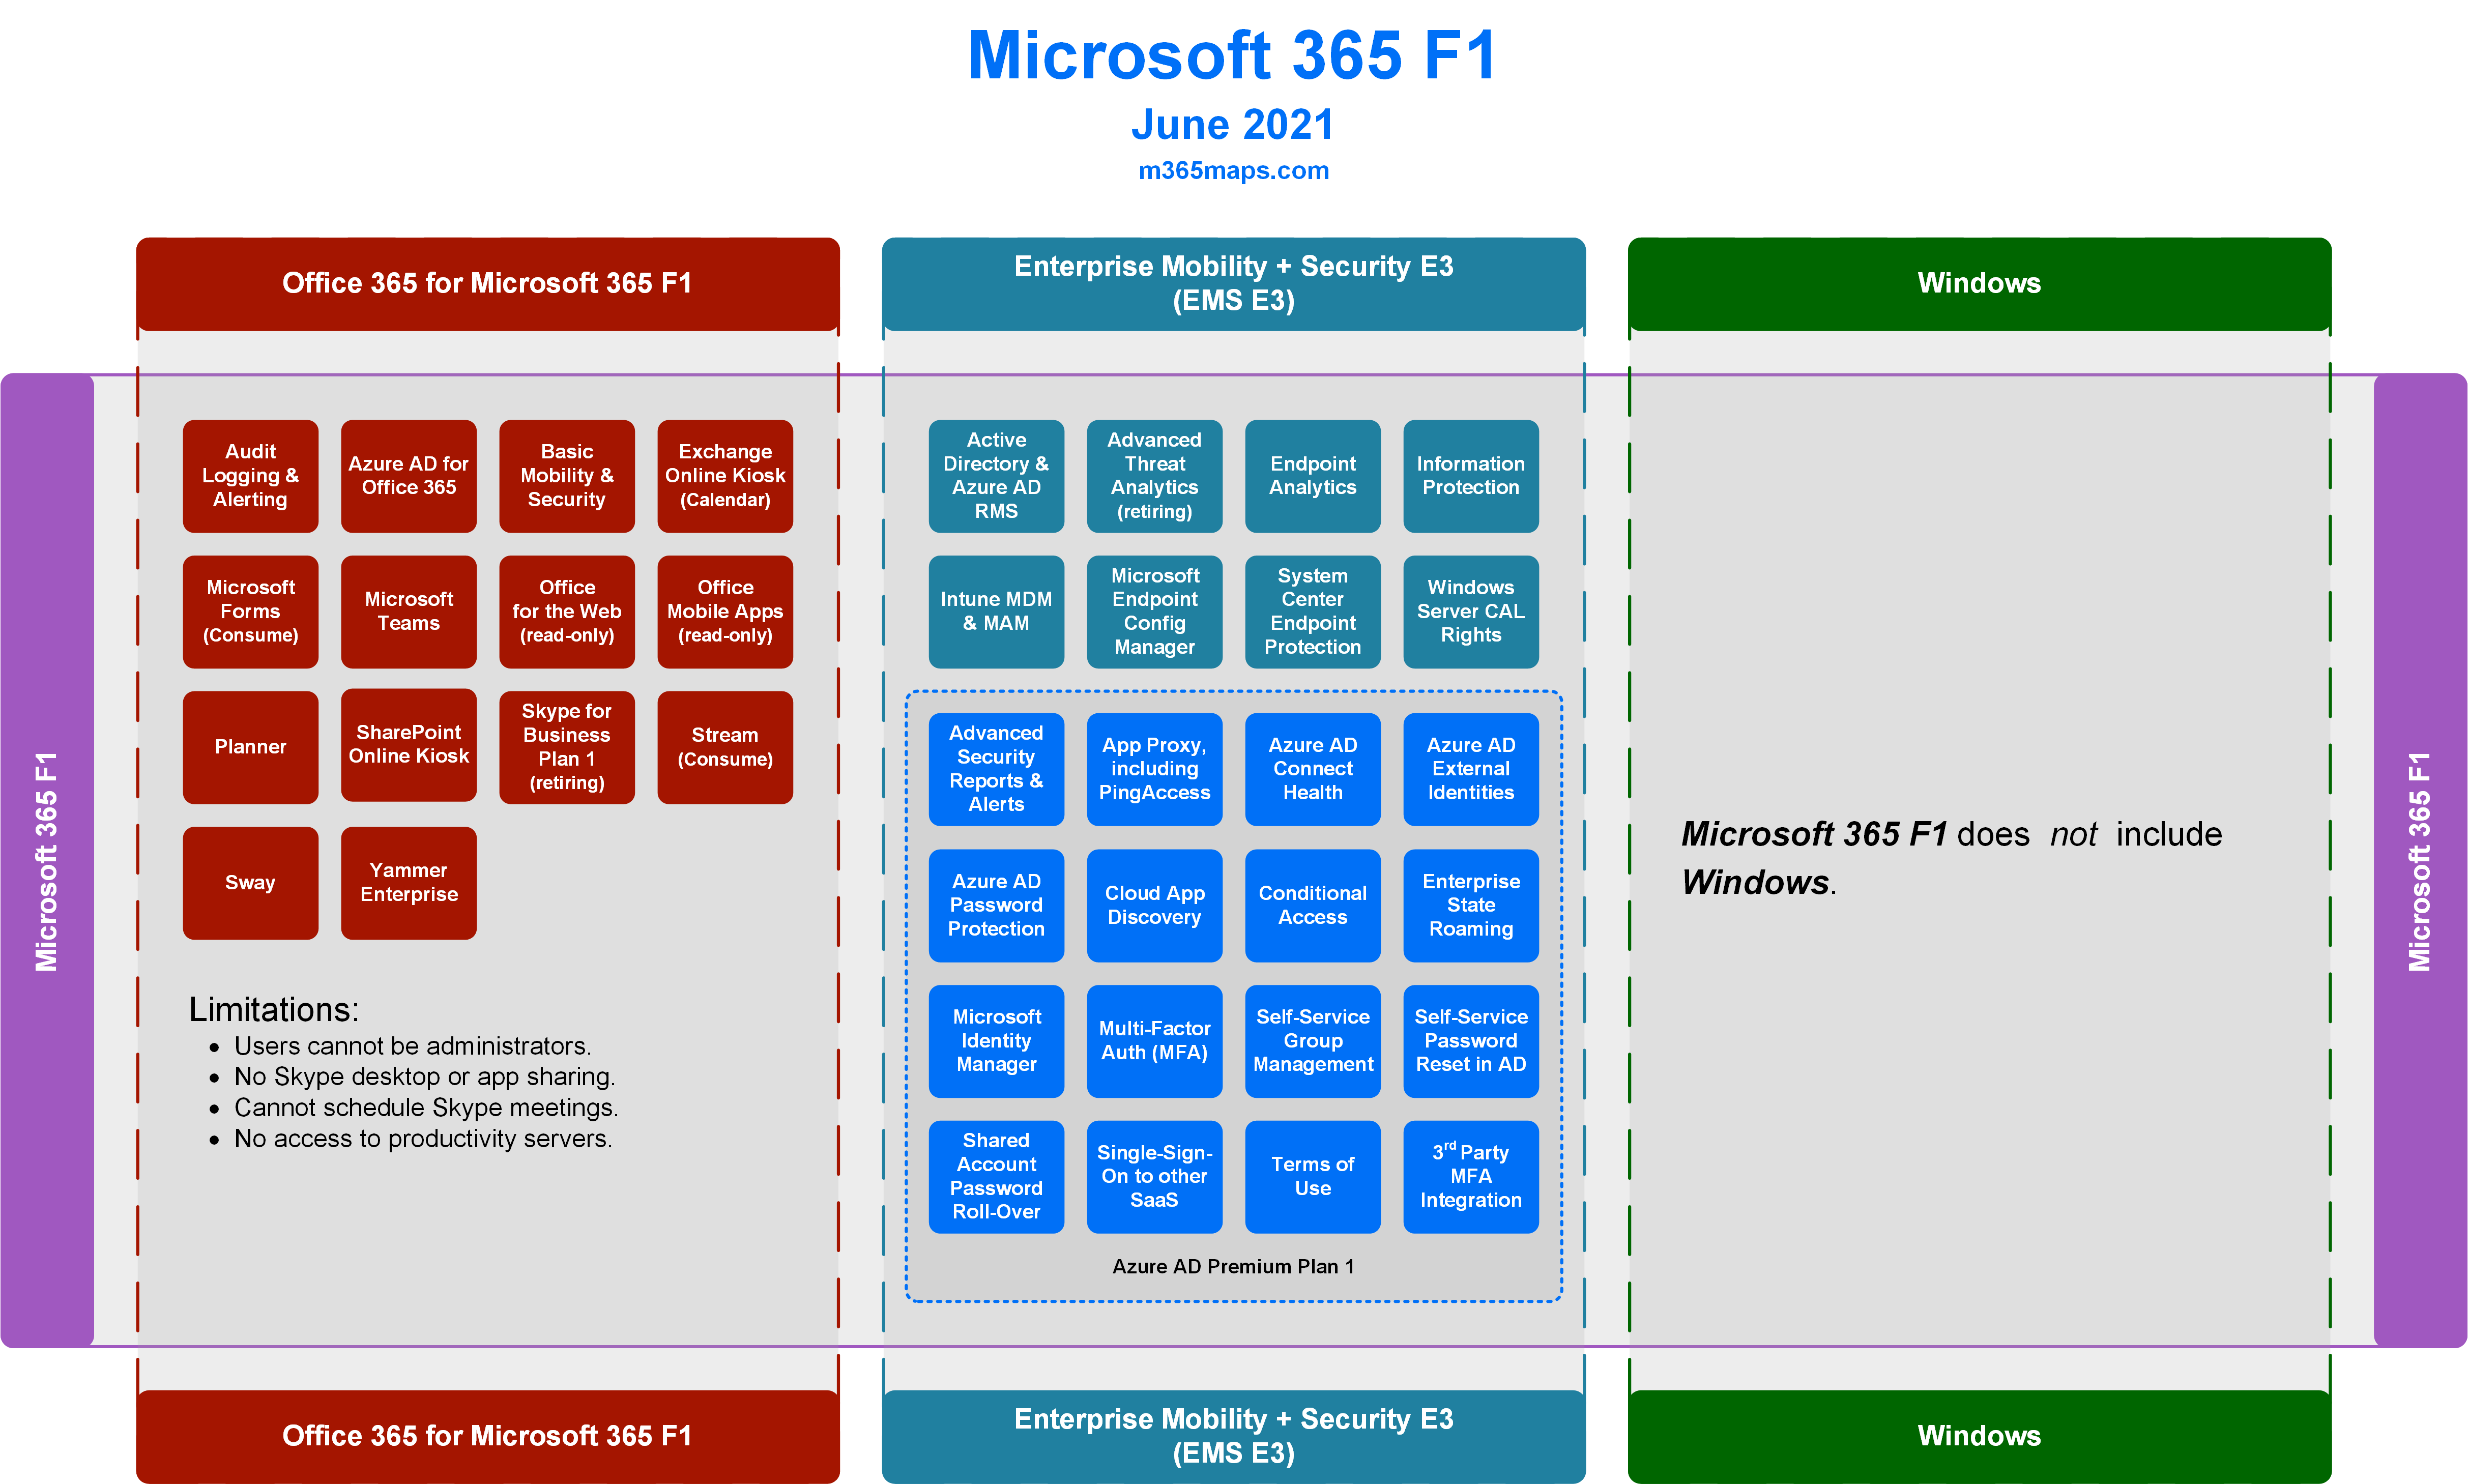 Microsoft 365 F1
June 2021
m365maps.com
Office 365 for Microsoft 365 F1
Enterprise Mobility + Security E3
(EMS E3)
Windows
Microsoft 365 F1
Audit
Logging &
Alerting
Azure AD for
Office 365
Basic
Mobility &
Security
Exchange
Online Kiosk
(Calendar)
Microsoft
Forms
(Consume)
Microsoft
Teams
Office
for the Web
(read-only)
Office
Mobile Apps
(read-only)
Planner
SharePoint
Online Kiosk
Skype for
Business
Plan 1
(retiring)
Stream
(Consume)
Sway
Yammer
Enterprise
Limitations:
• Users cannot be administrators.
• No Skype desktop or app sharing.
• Cannot schedule Skype meetings.
• No access to productivity servers.
Active
Directory &
Azure AD
RMS
Advanced
Threat
Analytics
(retiring)
Endpoint
Analytics
Information
Protection
Intune MDM
& MAM
Microsoft
Endpoint
Config
Manager
System
Center
Endpoint
Protection
Windows
Server CAL
Rights
Advanced
Security
Reports &
Alerts
App Proxy,
including
PingAccess
Azure AD
Connect
Health
Azure AD
External
Identities
Azure AD
Password
Protection
Cloud App
Discovery
Conditional
Access
Enterprise
State
Roaming
Microsoft
Identity
Manager
Multi-Factor
Auth (MFA)
Self-Service
Group
Management
Self-Service
Password
Reset in AD
Shared
Account
Password
Roll-Over
Single-Sign-
On to other
SaaS
Terms of
Use
3rd Party
MFA
Integration
Azure AD Premium Plan 1
Microsoft 365 F1 does not include
Windows.
Microsoft 365 F1
Office 365 for Microsoft 365 F1
Enterprise Mobility + Security E3
(EMS E3)
Windows